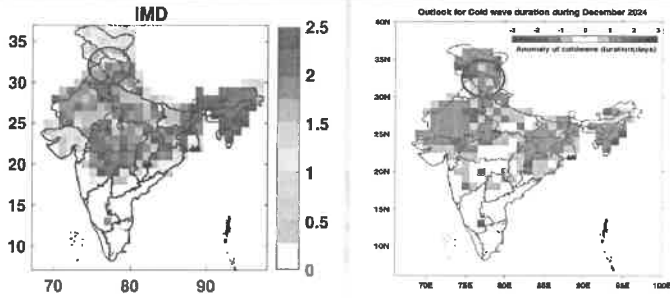 IMD
35
30
25
20
15
10
70
80
90
2.5
2
1.5
1
0.5
0
Outlook for Cold wave duration during December 2024
-3 -1 0 1 2 3
Anomaly of coldwave (duration;days)
40N
35N
30N
25N
20N
15N
10N
70E 75E 80E 85E 90E 95E 100E